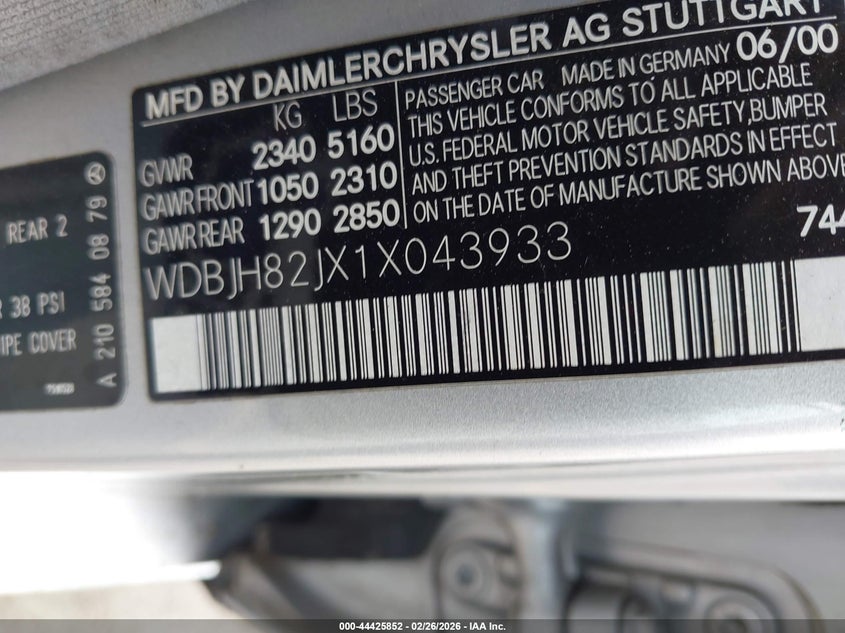 MFD BY DAIMLERCHRYSLER AG STUTTGART
KG LBS
GVWR 2340 5160
GAWR FRONT 1050 2310
GAWR REAR 1290 2850
PASSENGER CAR MADE IN GERMANY 06/00
THIS VEHICLE CONFORMS TO ALL APPLICABLE
U.S. FEDERAL MOTOR VEHICLE SAFETY, BUMPER
AND THEFT PREVENTION STANDARDS IN EFFECT
ON THE DATE OF MANUFACTURE SHOWN ABOVE
WDBJH82JX1X043933
744
REAR 2
38 PSI
COVER
A 210 584 08 79
000-44425852 - 02/26/2026 - IAA Inc.